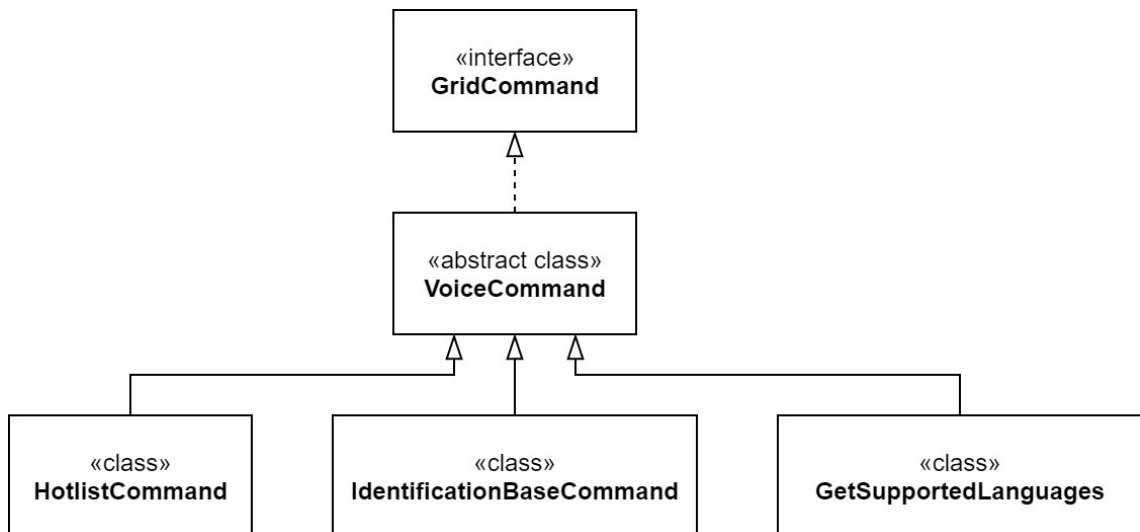 «interface»
GridCommand
«abstract class»
VoiceCommand
«class»
HotlistCommand
«class»
IdentificationBaseCommand
«class»
GetSupportedLanguages